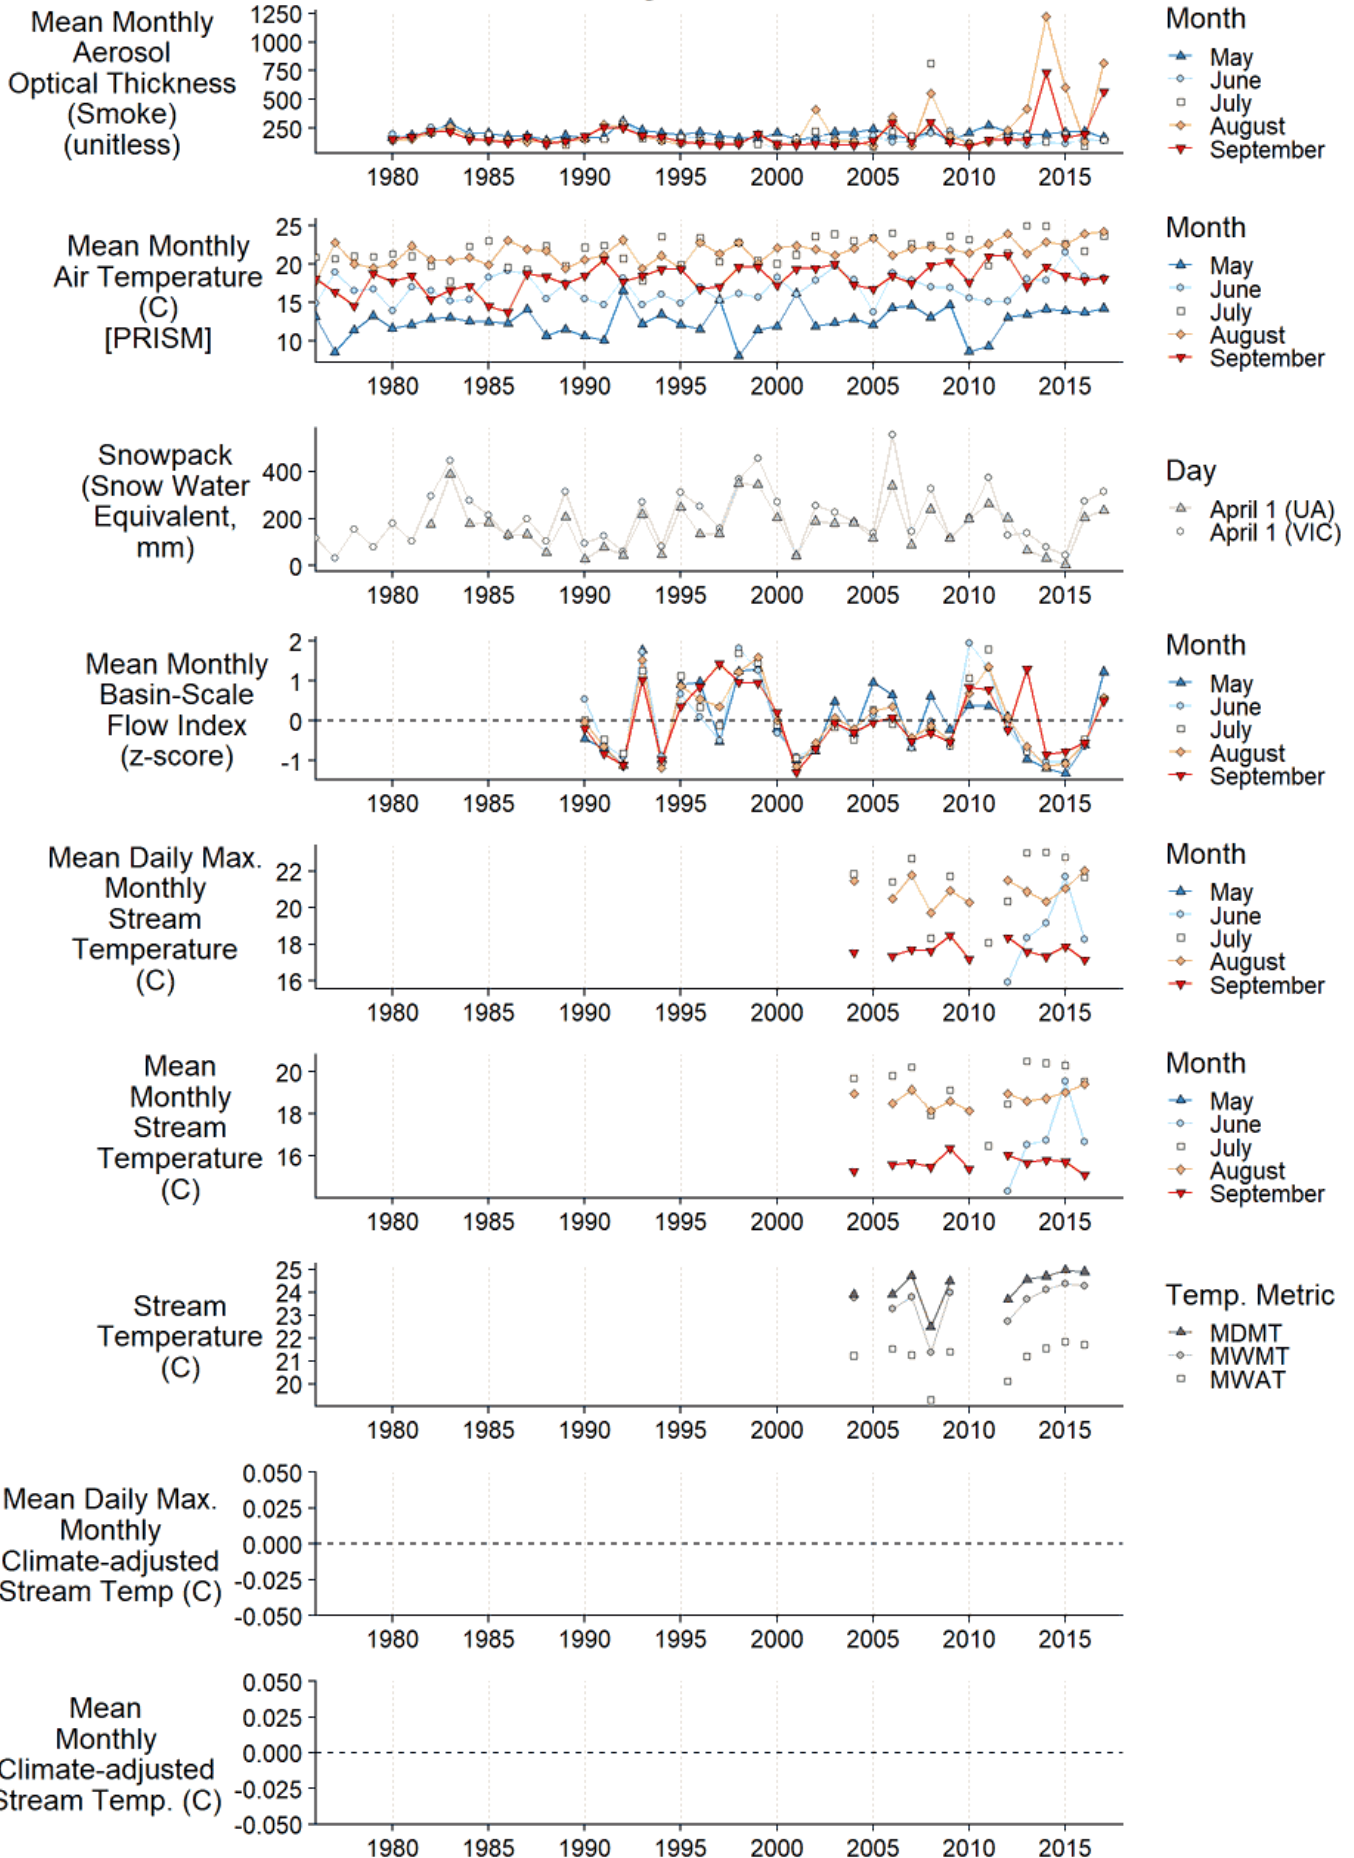 Mean Monthly
Aerosol
Optical Thickness
(Smoke)
(unitless)
1250
1000
750
500
250
1980 1985 1990 1995 2000 2005 2010 2015
Month
May
June
July
August
September
Mean Monthly
Air Temperature
(C)
[PRISM]
25
20
15
10
1980 1985 1990 1995 2000 2005 2010 2015
Month
May
June
July
August
September
Snowpack
(Snow Water
Equivalent,
mm)
400
200
0
1980 1985 1990 1995 2000 2005 2010 2015
Day
April 1 (UA)
April 1 (VIC)
Mean Monthly
Basin-Scale
Flow Index
(z-score)
2
1
0
-1
1980 1985 1990 1995 2000 2005 2010 2015
Month
May
June
July
August
September
Mean Daily Max.
Monthly
Stream
Temperature
(C)
22
20
18
16
1980 1985 1990 1995 2000 2005 2010 2015
Month
May
June
July
August
September
Mean
Monthly
Stream
Temperature
(C)
20
18
16
1980 1985 1990 1995 2000 2005 2010 2015
Month
May
June
July
August
September
Stream
Temperature
(C)
25
24
23
22
21
20
1980 1985 1990 1995 2000 2005 2010 2015
Temp. Metric
MDMT
MWMT
MWAT
Mean Daily Max.
Monthly
Climate-adjusted
Stream Temp (C)
0.050
0.025
0.000
-0.025
-0.050
1980 1985 1990 1995 2000 2005 2010 2015
Mean
Monthly
Climate-adjusted
Stream Temp. (C)
0.050
0.025
0.000
-0.025
-0.050
1980 1985 1990 1995 2000 2005 2010 2015